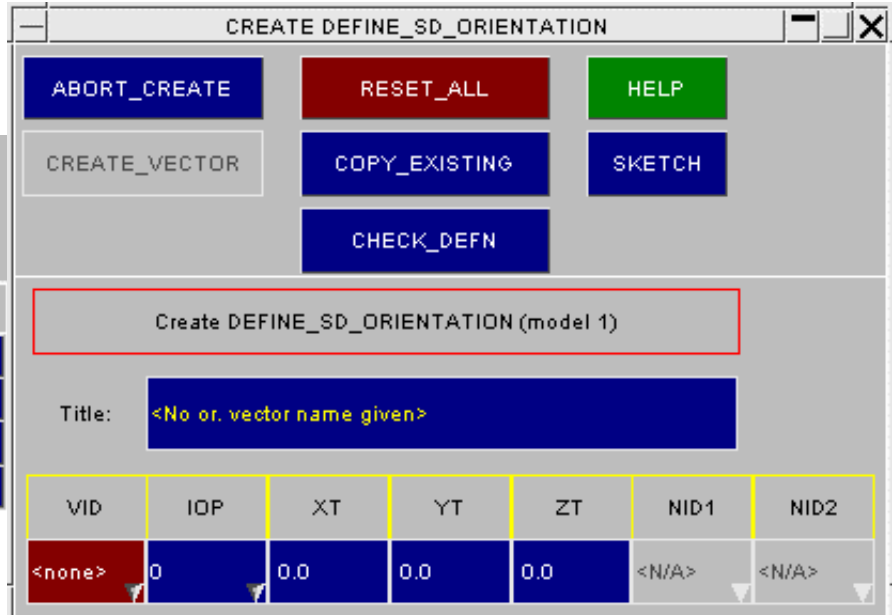 CREATE DEFINE_SD_ORIENTATION
ABORT_CREATE RESET_ALL HELP
CREATE_VECTOR COPY_EXISTING SKETCH
CHECK_DEFN
Create DEFINE_SD_ORIENTATION (model 1)
Title: <No or. vector name given>
VID IOP XT YT ZT NID1 NID2
<none> 0 0.0 0.0 0.0 <N/A> <N/A>